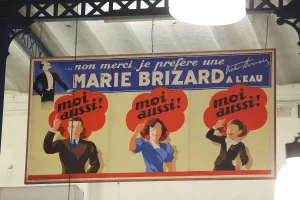 ... non merci, je préfère une
MARIE BRIZARD À L'EAU
moi aussi!
moi aussi!
moi aussi!